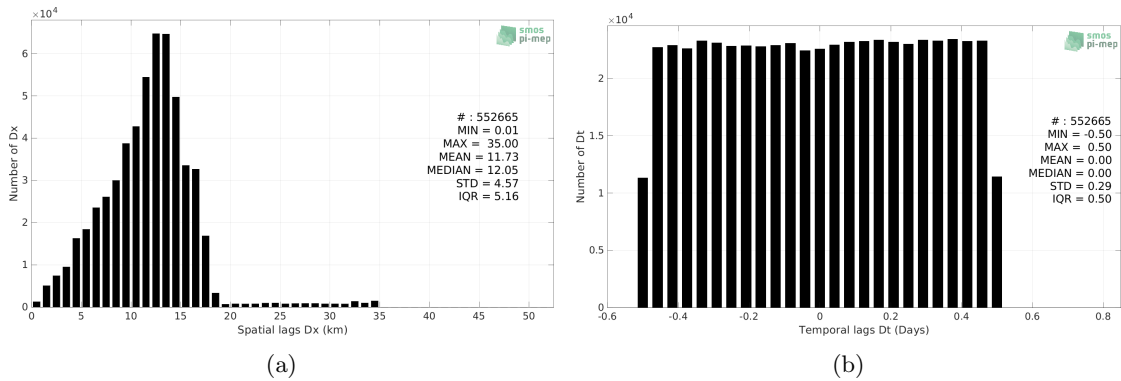 ×10⁴
6
5
4
3
2
1
0
Number of Dx
0 5 10 15 20 25 30 35 40 45 50
Spatial lags Dx (km)
smos
pi-mep
# : 552665
MIN = 0.01
MAX = 35.00
MEAN = 11.73
MEDIAN = 12.05
STD = 4.57
IQR = 5.16
(a)
×10⁴
2
1.5
1
0.5
0
Number of Dt
-0.6 -0.4 -0.2 0 0.2 0.4 0.6 0.8
Temporal lags Dt (Days)
smos
pi-mep
# : 552665
MIN = -0.50
MAX = 0.50
MEAN = 0.00
MEDIAN = 0.00
STD = 0.29
IQR = 0.50
(b)